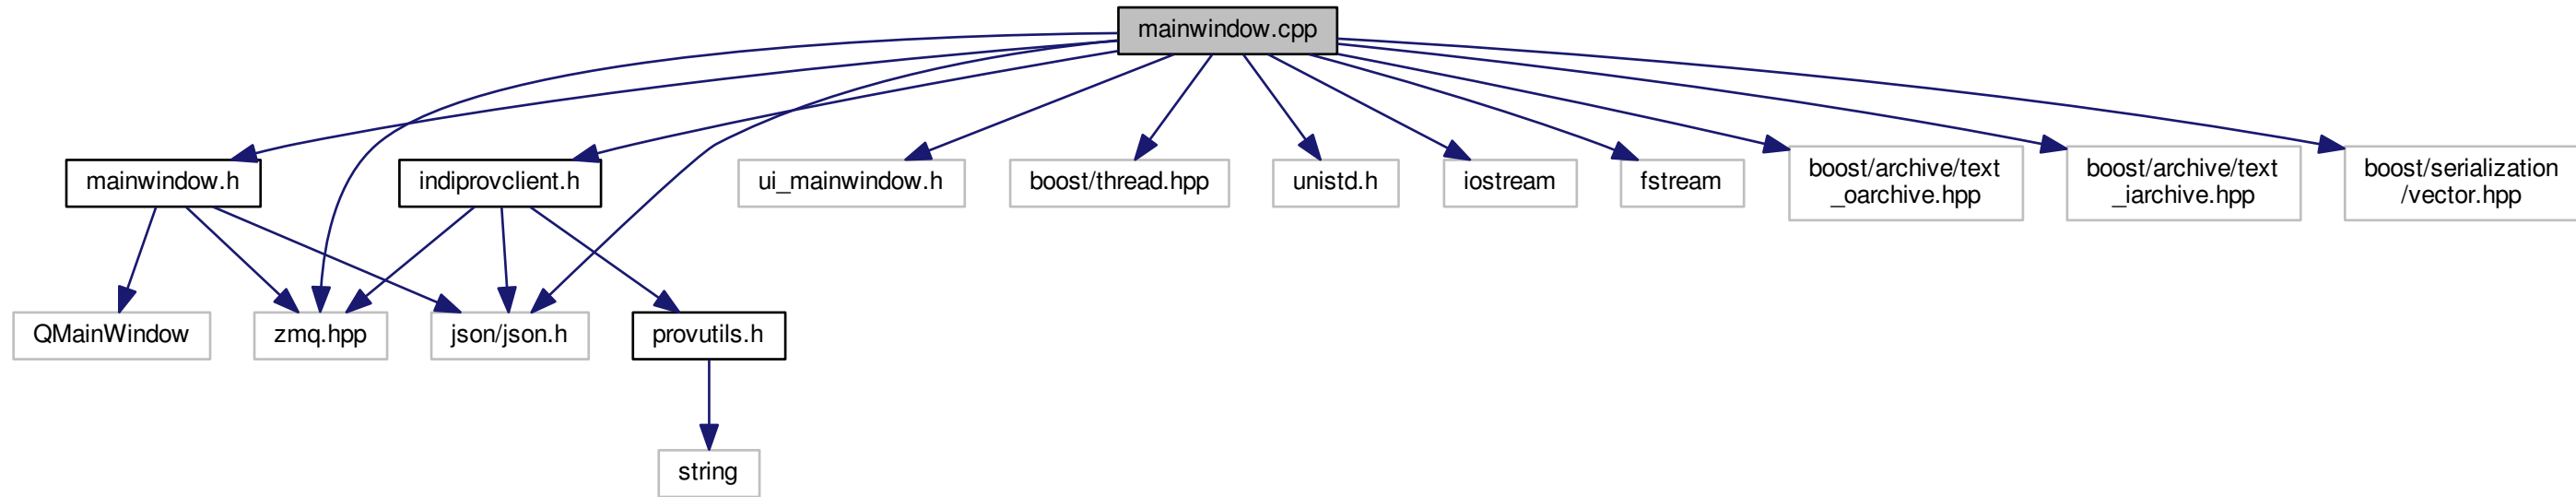 mainwindow.cpp
mainwindow.h
indiprovclient.h
ui_mainwindow.h
boost/thread.hpp
unistd.h
iostream
fstream
boost/archive/text
_oarchive.hpp
boost/archive/text
_iarchive.hpp
boost/serialization
/vector.hpp
QMainWindow
zmq.hpp
json/json.h
provutils.h
string